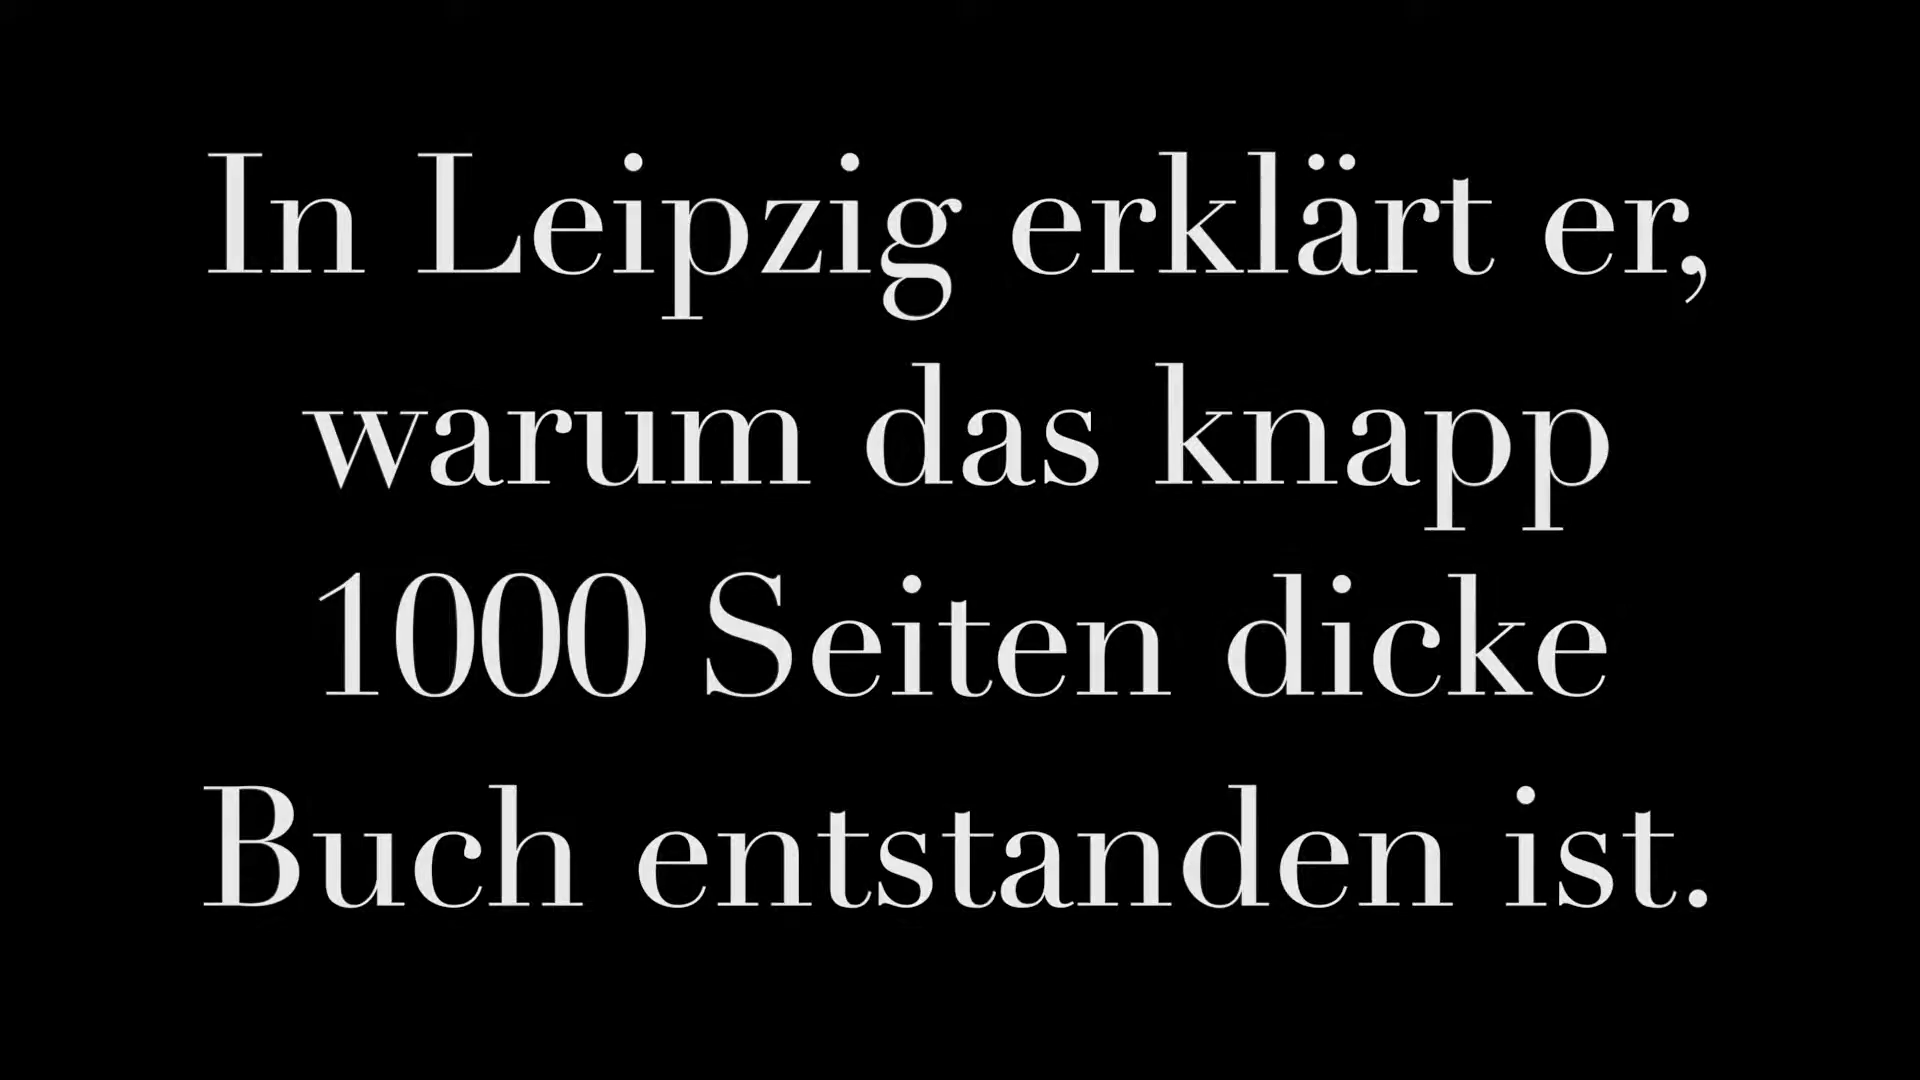 In Leipzig erklärt er,
warum das knapp
1000 Seiten dicke
Buch entstanden ist.